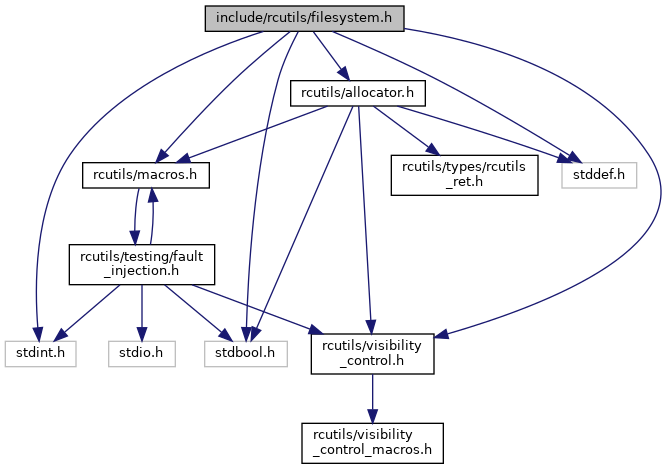 include/rcutils/filesystem.h
rcutils/allocator.h
rcutils/macros.h
rcutils/types/rcutils
_ret.h
stddef.h
rcutils/testing/fault
_injection.h
stdint.h
stdio.h
stdbool.h
rcutils/visibility
_control.h
rcutils/visibility
_control_macros.h